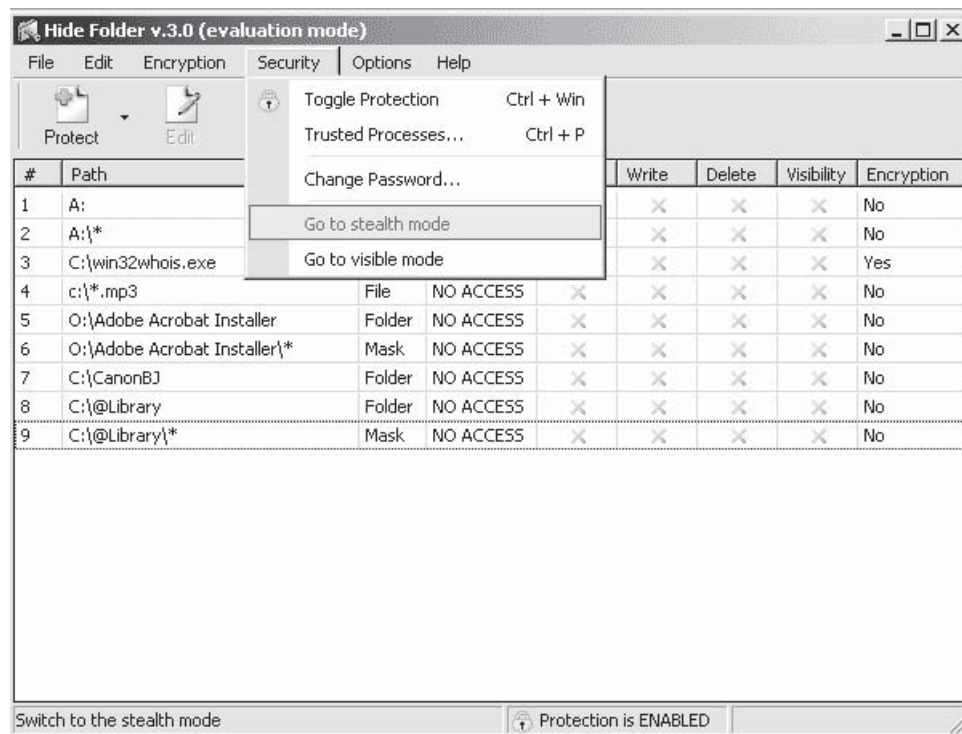 Hide Folder v.3.0 (evaluation mode)
File Edit Encryption Security Options Help
Protect Edit
Toggle Protection Ctrl + Win
Trusted Processes... Ctrl + P
Change Password...
Go to stealth mode
Go to visible mode
# Path Write Delete Visibility Encryption
1 A: No
2 A:\* No
3 C:\win32whois.exe Yes
4 c:\*.mp3 File NO ACCESS No
5 O:\Adobe Acrobat Installer Folder NO ACCESS No
6 O:\Adobe Acrobat Installer\* Mask NO ACCESS No
7 C:\CanonBJ Folder NO ACCESS No
8 C:\@Library Folder NO ACCESS No
9 C:\@Library\* Mask NO ACCESS No
Switch to the stealth mode Protection is ENABLED